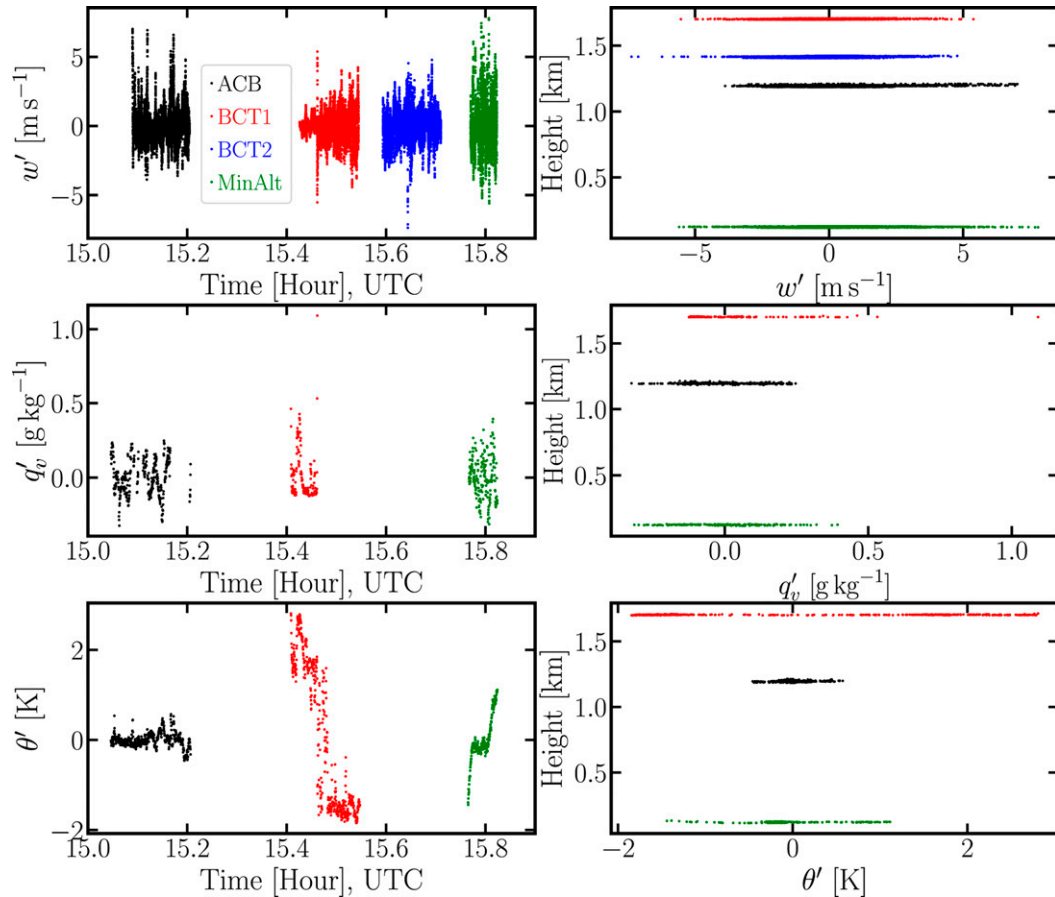 5
0
−5
w′ [m s⁻¹]
ACB
BCT1
BCT2
MinAlt
15.0 15.2 15.4 15.6 15.8
Time [Hour], UTC
1.5
1.0
0.5
Height [km]
−5 0 5
w′ [m s⁻¹]
1.0
0.5
0.0
q′ᵥ [g kg⁻¹]
15.0 15.2 15.4 15.6 15.8
Time [Hour], UTC
1.5
1.0
0.5
Height [km]
0.0 0.5 1.0
q′ᵥ [g kg⁻¹]
2
0
−2
θ′ [K]
15.0 15.2 15.4 15.6 15.8
Time [Hour], UTC
1.5
1.0
0.5
Height [km]
−2 0 2
θ′ [K]